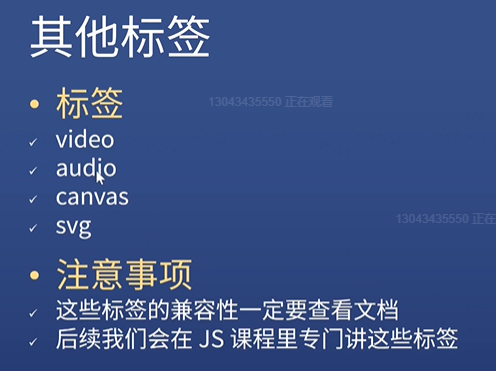 其他标签
标签
13043435550 正在观看
video
audio
canvas
svg
13043435550 正在
注意事项
这些标签的兼容性一定要查看文档
后续我们会在 JS 课程里专门讲这些标签